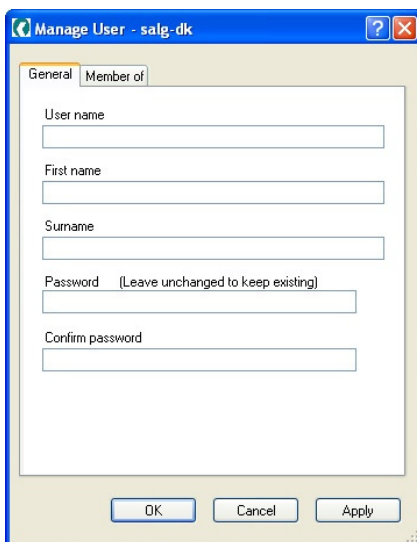 Manage User - salg-dk
General Member of
User name
First name
Surname
Password (Leave unchanged to keep existing)
Confirm password
OK Cancel Apply